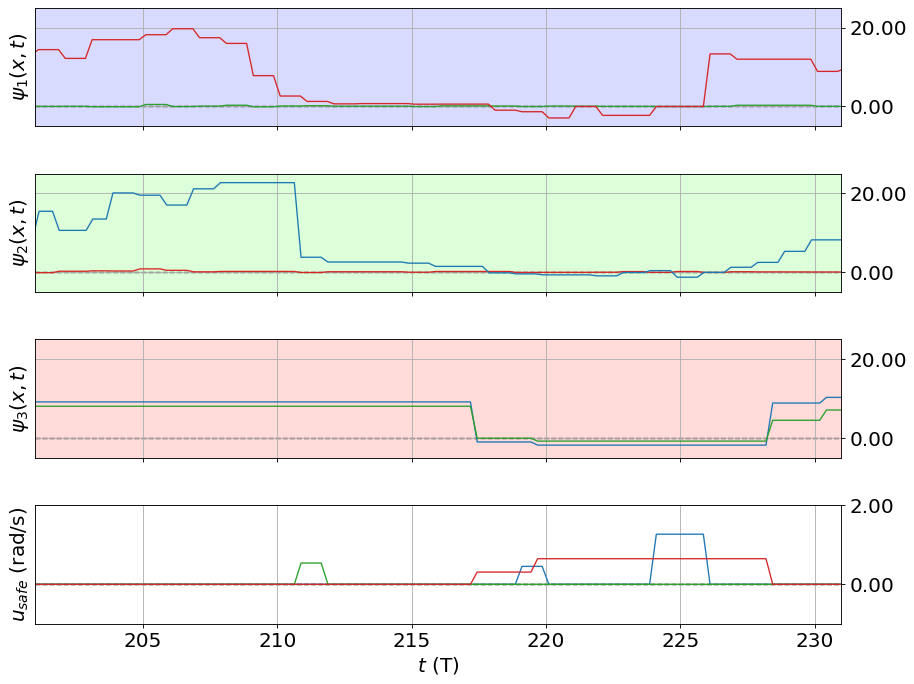 ψ₁(x, t)
20.00
0.00
ψ₂(x, t)
20.00
0.00
ψ₃(x, t)
20.00
0.00
u_safe (rad/s)
2.00
0.00
205 210 215 220 225 230
t (T)